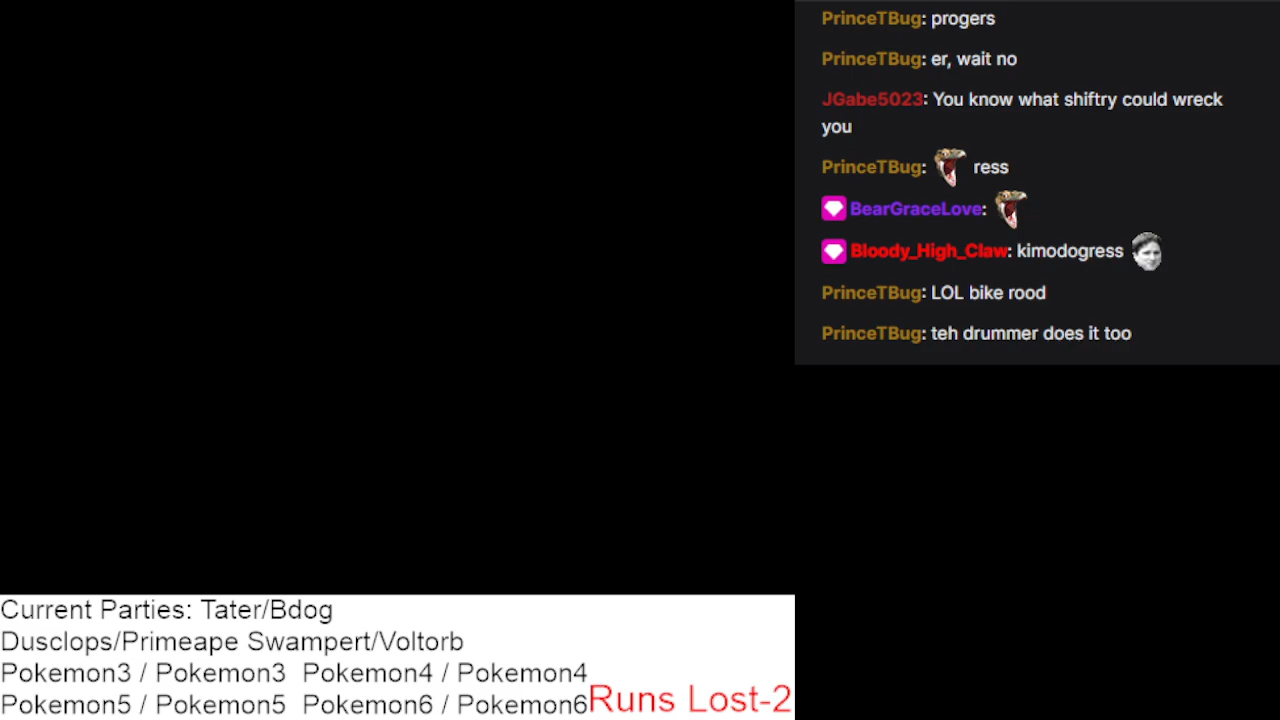 PrinceTBug: progers
PrinceTBug: er, wait no
JGabe5023: You know what shiftry could wreck
you
PrinceTBug: ress
BearGraceLove:
Bloody_High_Claw: kimodogress
PrinceTBug: LOL bike rood
PrinceTBug: teh drummer does it too
Current Parties: Tater/Bdog
Dusclops/Primeape Swampert/Voltorb
Pokemon3 / Pokemon3 Pokemon4 / Pokemon4
Pokemon5 / Pokemon5 Pokemon6 / Pokemon6
Runs Lost-2